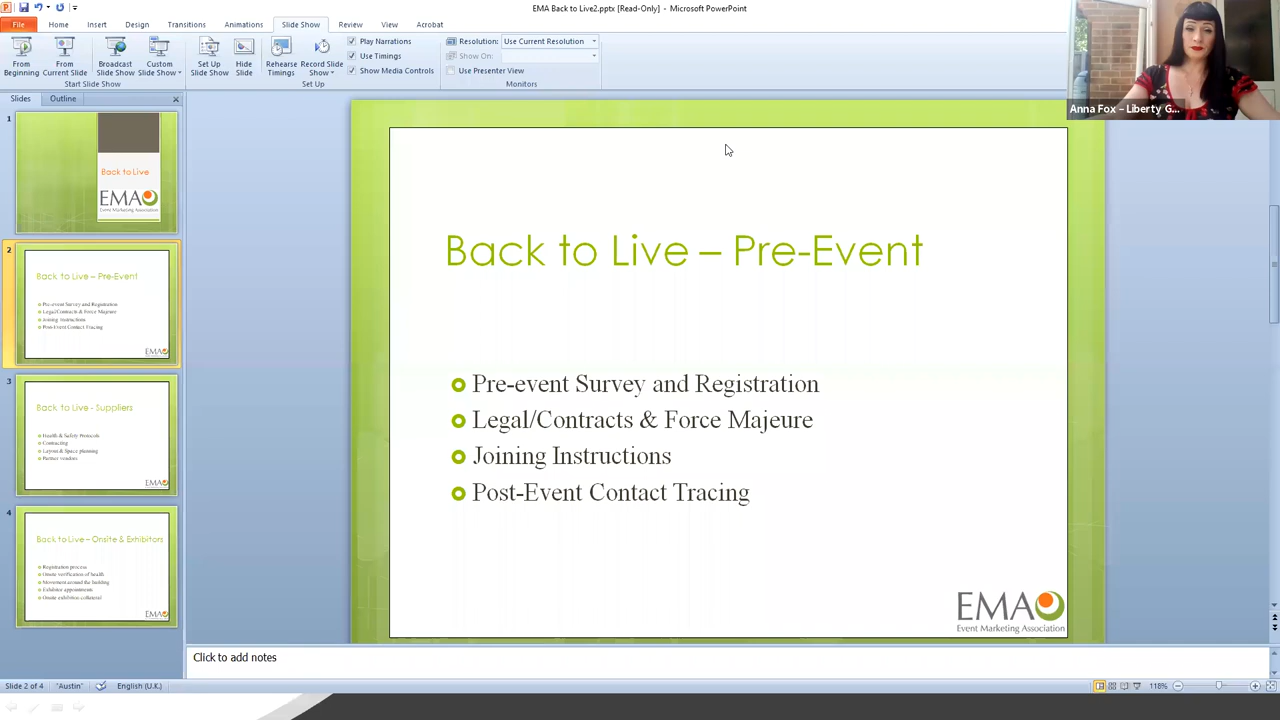 EMA Back to Live2.pptx [Read-Only] - Microsoft PowerPoint
File Home Insert Design Transitions Animations Slide Show Review View Acrobat
From Beginning
From Current Slide
Broadcast Slide Show
Custom Slide Show
Set Up Slide Show
Hide Slide
Rehearse Timings
Record Slide Show
Play Narrations
Use Timings
Show Media Controls
Resolution: Use Current Resolution
Show On:
Use Presenter View
Start Slide Show
Set Up
Monitors
Anna Fox – Liberty G...
Slides Outline
1
Back to Live
EMA
Event Marketing Association
2
Back to Live – Pre-Event
Pre-event Survey and Registration
Legal/Contracts & Force Majeure
Joining Instructions
Post-Event Contact Tracing
EMA
3
Back to Live - Suppliers
Health & Safety Protocols
Contracting
Layout & Space planning
Partner vendors
EMA
4
Back to Live – Onsite & Exhibitors
Registration process
Onsite verification of health
Movement around the building
Exhibitor appointments
Onsite exhibition collateral
EMA
Back to Live – Pre-Event
Pre-event Survey and Registration
Legal/Contracts & Force Majeure
Joining Instructions
Post-Event Contact Tracing
EMA
Event Marketing Association
Click to add notes
Slide 2 of 4 "Austin" English (U.K.) 118%